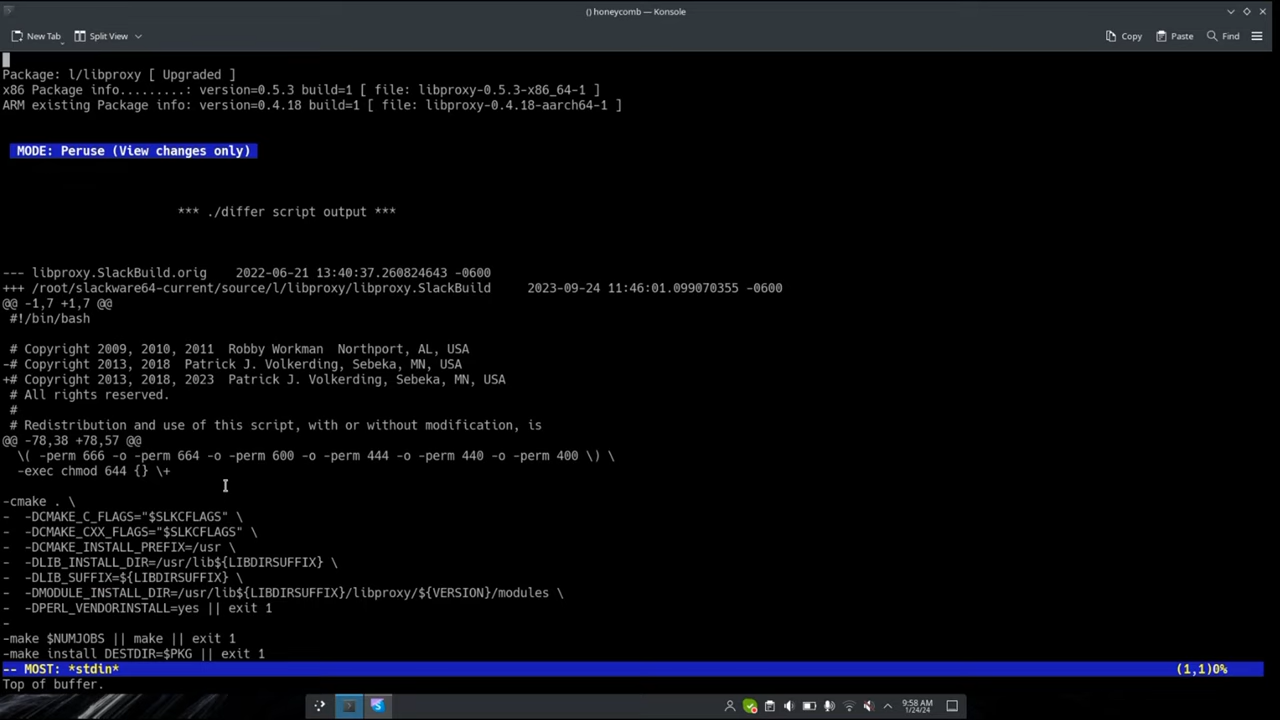 () honeycomb — Konsole
New Tab
Split View
Copy
Paste
Find
Package: l/libproxy [ Upgraded ]
x86 Package info.........: version=0.5.3 build=1 [ file: libproxy-0.5.3-x86_64-1 ]
ARM existing Package info: version=0.4.18 build=1 [ file: libproxy-0.4.18-aarch64-1 ]
MODE: Peruse (View changes only)
*** ./differ script output ***
--- libproxy.SlackBuild.orig    2022-06-21 13:40:37.260824643 -0600
+++ /root/slackware64-current/source/l/libproxy/libproxy.SlackBuild     2023-09-24 11:46:01.099070355 -0600
@@ -1,7 +1,7 @@
 #!/bin/bash
 # Copyright 2009, 2010, 2011  Robby Workman  Northport, AL, USA
-# Copyright 2013, 2018  Patrick J. Volkerding, Sebeka, MN, USA
+# Copyright 2013, 2018, 2023  Patrick J. Volkerding, Sebeka, MN, USA
 # All rights reserved.
 #
 # Redistribution and use of this script, with or without modification, is
@@ -78,38 +78,57 @@
  \( -perm 666 -o -perm 664 -o -perm 600 -o -perm 444 -o -perm 440 -o -perm 400 \) \
  -exec chmod 644 {} \+
-cmake . \
-  -DCMAKE_C_FLAGS="$SLKCFLAGS" \
-  -DCMAKE_CXX_FLAGS="$SLKCFLAGS" \
-  -DCMAKE_INSTALL_PREFIX=/usr \
-  -DLIB_INSTALL_DIR=/usr/lib${LIBDIRSUFFIX} \
-  -DLIB_SUFFIX=${LIBDIRSUFFIX} \
-  -DMODULE_INSTALL_DIR=/usr/lib${LIBDIRSUFFIX}/libproxy/${VERSION}/modules \
-  -DPERL_VENDORINSTALL=yes || exit 1
-
-make $NUMJOBS || make || exit 1
-make install DESTDIR=$PKG || exit 1
-- MOST: *stdin* (1,1)0%
Top of buffer.
9:58 AM
1/24/24